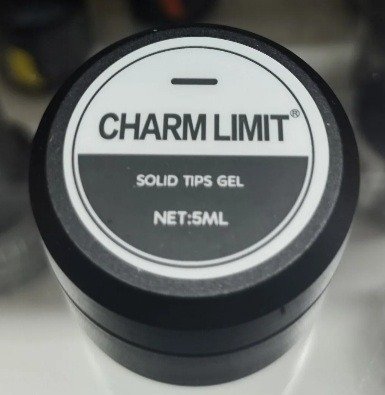 CHARM LIMIT®
SOLID TIPS GEL
NET:5ML